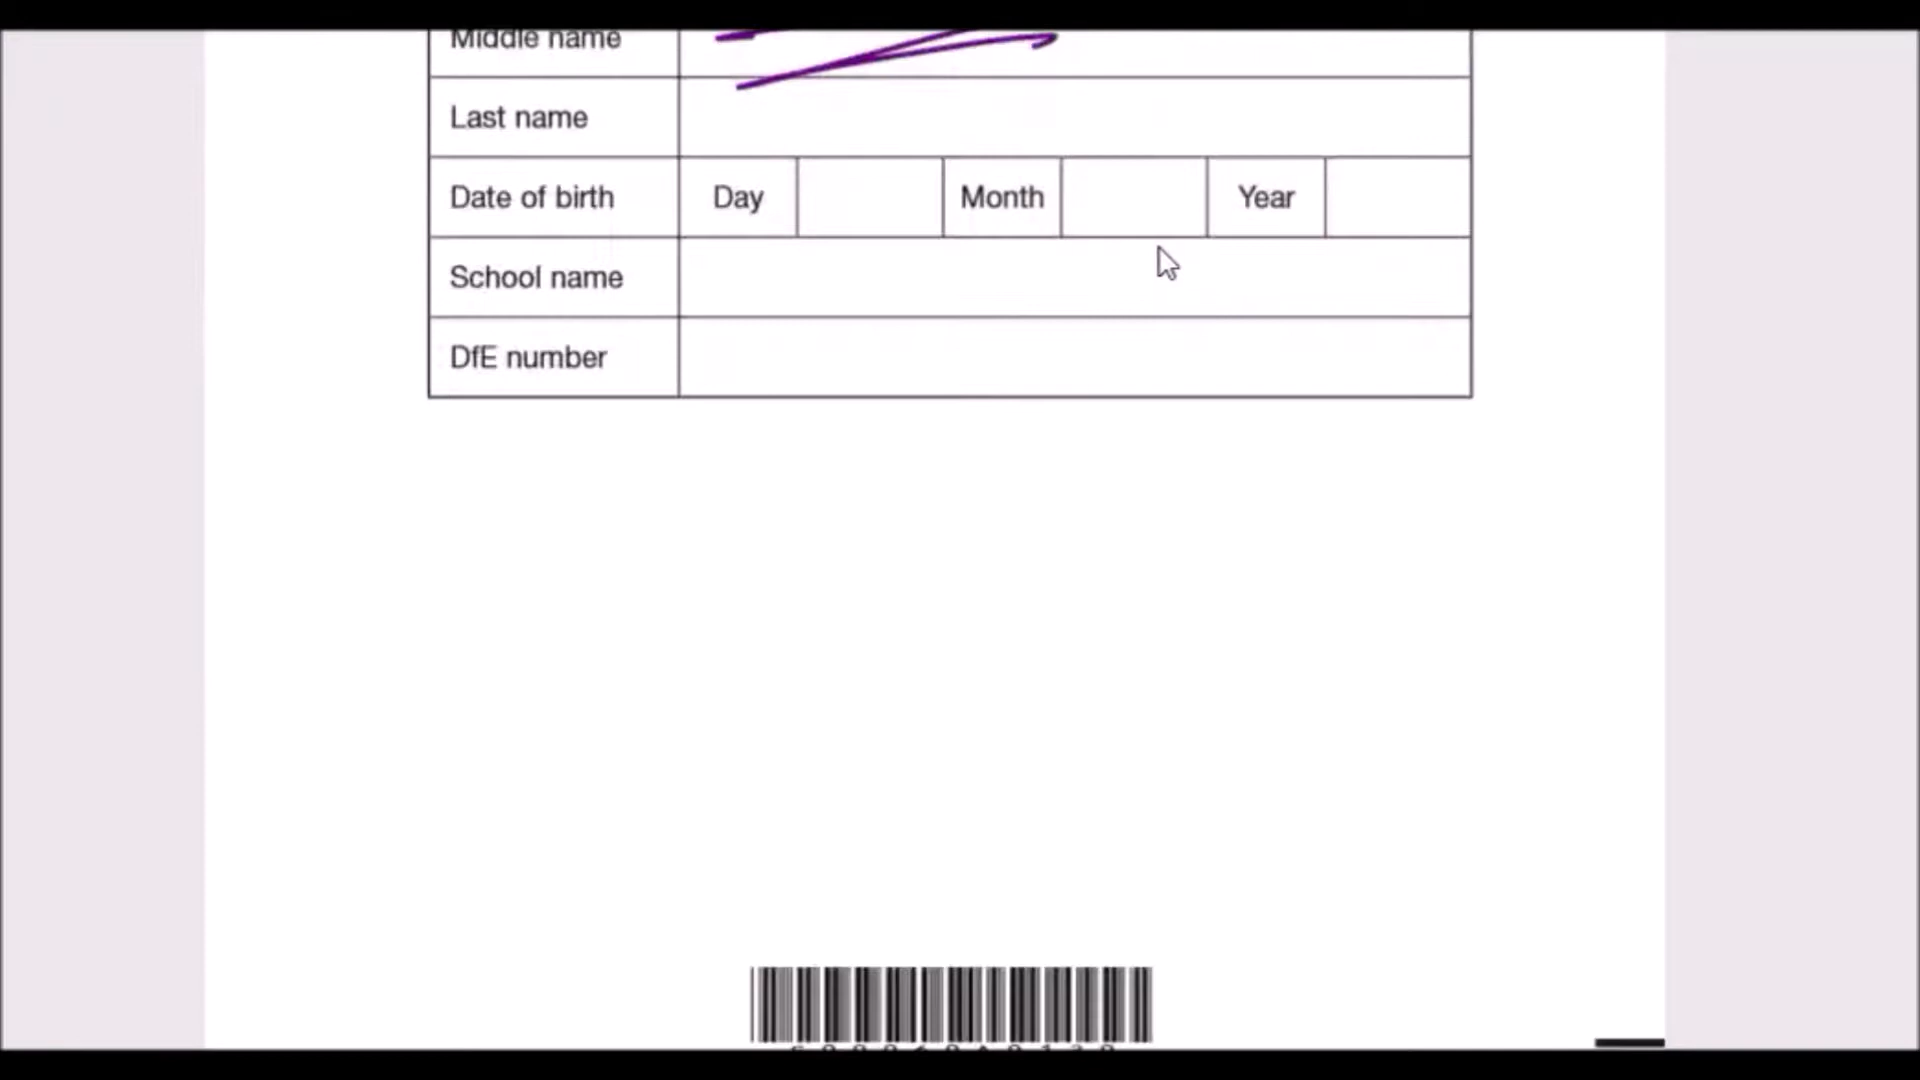 Middle name
Last name
Date of birth Day Month Year
School name
DfE number